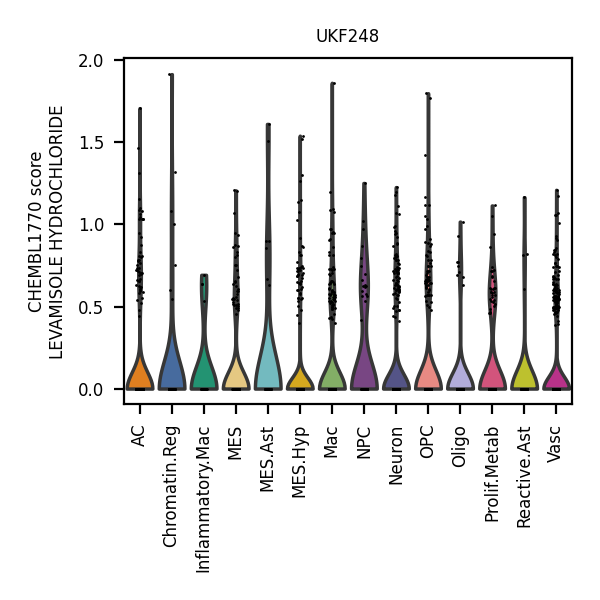 UKF248
CHEMBL1770 score
LEVAMISOLE HYDROCHLORIDE
2.0
1.5
1.0
0.5
0.0
AC
Chromatin.Reg
Inflammatory.Mac
MES
MES.Ast
MES.Hyp
Mac
NPC
Neuron
OPC
Oligo
Prolif.Metab
Reactive.Ast
Vasc